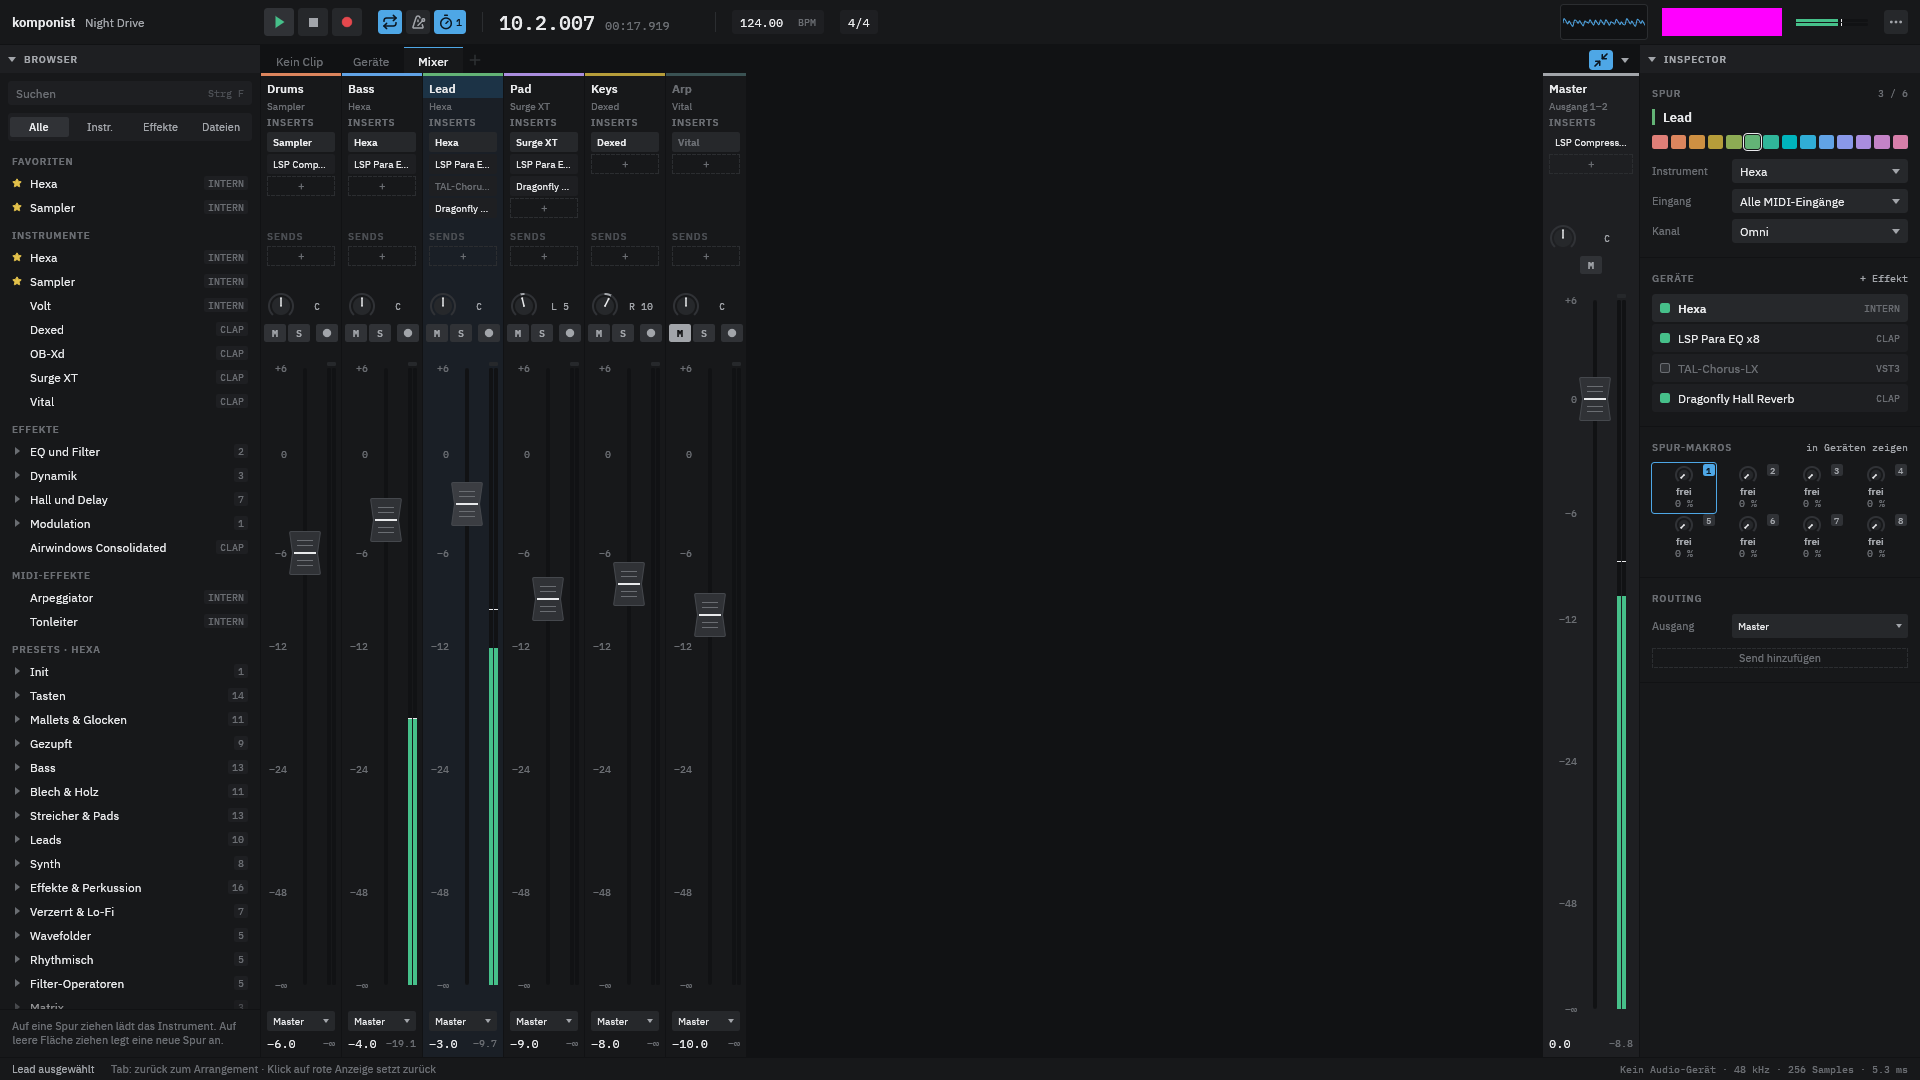 komponist Night Drive
1
10.2.007 00:17.919
124.00 BPM
4/4
BROWSER
Suchen Strg F
Alle Instr. Effekte Dateien
FAVORITEN
Hexa INTERN
Sampler INTERN
INSTRUMENTE
Hexa INTERN
Sampler INTERN
Volt INTERN
Dexed CLAP
OB-Xd CLAP
Surge XT CLAP
Vital CLAP
EFFEKTE
EQ und Filter 2
Dynamik 3
Hall und Delay 7
Modulation 1
Airwindows Consolidated CLAP
MIDI-EFFEKTE
Arpeggiator INTERN
Tonleiter INTERN
PRESETS · HEXA
Init 1
Tasten 14
Mallets & Glocken 11
Gezupft 9
Bass 13
Blech & Holz 11
Streicher & Pads 13
Leads 10
Synth 8
Effekte & Perkussion 16
Verzerrt & Lo-Fi 7
Wavefolder 5
Rhythmisch 5
Filter-Operatoren 5
Matrix 3
Auf eine Spur ziehen lädt das Instrument. Auf
leere Fläche ziehen legt eine neue Spur an.
Kein Clip Geräte Mixer +
Drums
Sampler
INSERTS
Sampler
LSP Comp...
+
SENDS
+
C
M S
+6
0
−6
−12
−24
−48
−∞
Master
−6.0 −∞
Bass
Hexa
INSERTS
Hexa
LSP Para E...
+
SENDS
+
C
M S
+6
0
−6
−12
−24
−48
−∞
Master
−4.0 −19.1
Lead
Hexa
INSERTS
Hexa
LSP Para E...
TAL-Choru...
Dragonfly ...
SENDS
+
C
M S
+6
0
−6
−12
−24
−48
−∞
Master
−3.0 −9.7
Pad
Surge XT
INSERTS
Surge XT
LSP Para E...
Dragonfly ...
+
SENDS
+
L 5
M S
+6
0
−6
−12
−24
−48
−∞
Master
−9.0 −∞
Keys
Dexed
INSERTS
Dexed
+
SENDS
+
R 10
M S
+6
0
−6
−12
−24
−48
−∞
Master
−8.0 −∞
Arp
Vital
INSERTS
Vital
+
SENDS
+
C
M S
+6
0
−6
−12
−24
−48
−∞
Master
−10.0 −∞
Master
Ausgang 1–2
INSERTS
LSP Compress...
+
C
M
+6
0
−6
−12
−24
−48
−∞
0.0 −8.8
INSPECTOR
SPUR 3 / 6
Lead
Instrument Hexa
Eingang Alle MIDI-Eingänge
Kanal Omni
GERÄTE + Effekt
Hexa INTERN
LSP Para EQ x8 CLAP
TAL-Chorus-LX VST3
Dragonfly Hall Reverb CLAP
SPUR-MAKROS in Geräten zeigen
1 2 3 4
frei frei frei frei
0 % 0 % 0 % 0 %
5 6 7 8
frei frei frei frei
0 % 0 % 0 % 0 %
ROUTING
Ausgang Master
Send hinzufügen
Lead ausgewählt Tab: zurück zum Arrangement · Klick auf rote Anzeige setzt zurück
Kein Audio-Gerät · 48 kHz · 256 Samples · 5.3 ms